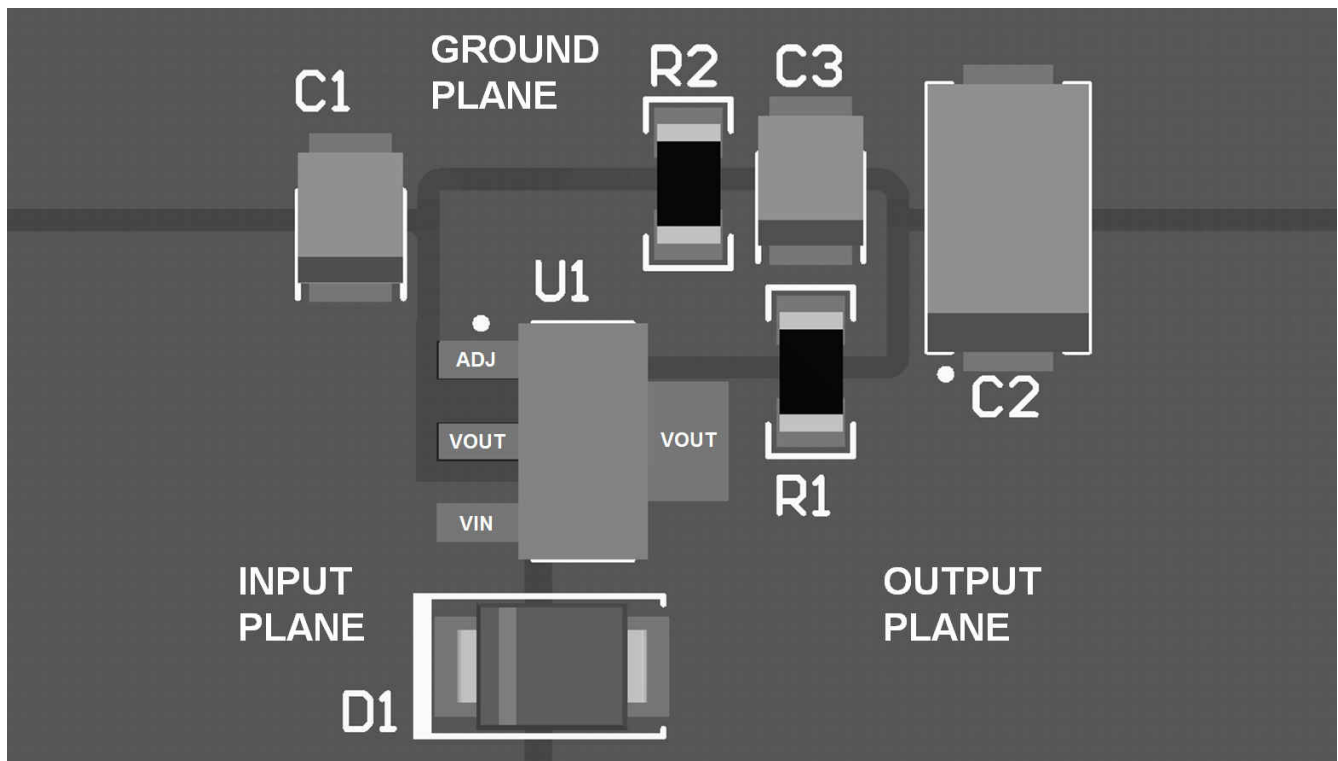 GROUND
PLANE
C1
R2
C3
U1
ADJ
VOUT
VOUT
VIN
C2
R1
INPUT
PLANE
OUTPUT
PLANE
D1